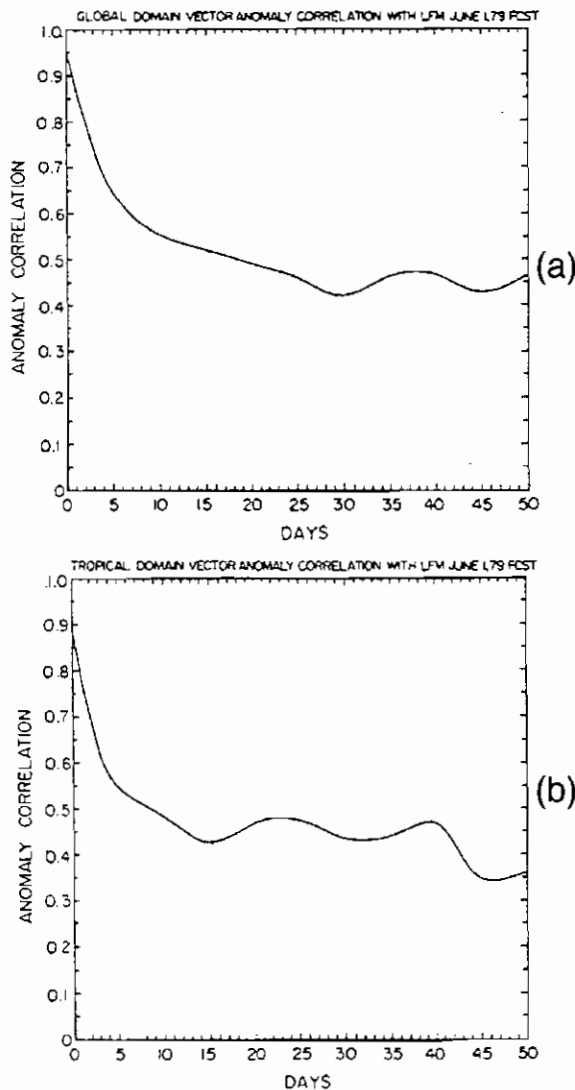 GLOBAL DOMAIN VECTOR ANOMALY CORRELATION WITH LFM JUNE 1,79 FCST
1.0
0.9
0.8
0.7
0.6
0.5
0.4
0.3
0.2
0.1
0
ANOMALY CORRELATION
0 5 10 15 20 25 30 35 40 45 50
DAYS
(a)
TROPICAL DOMAIN VECTOR ANOMALY CORRELATION WITH LFM JUNE 1,79 FCST
1.0
0.9
0.8
0.7
0.6
0.5
0.4
0.3
0.2
0.1
0
ANOMALY CORRELATION
0 5 10 15 20 25 30 35 40 45 50
DAYS
(b)